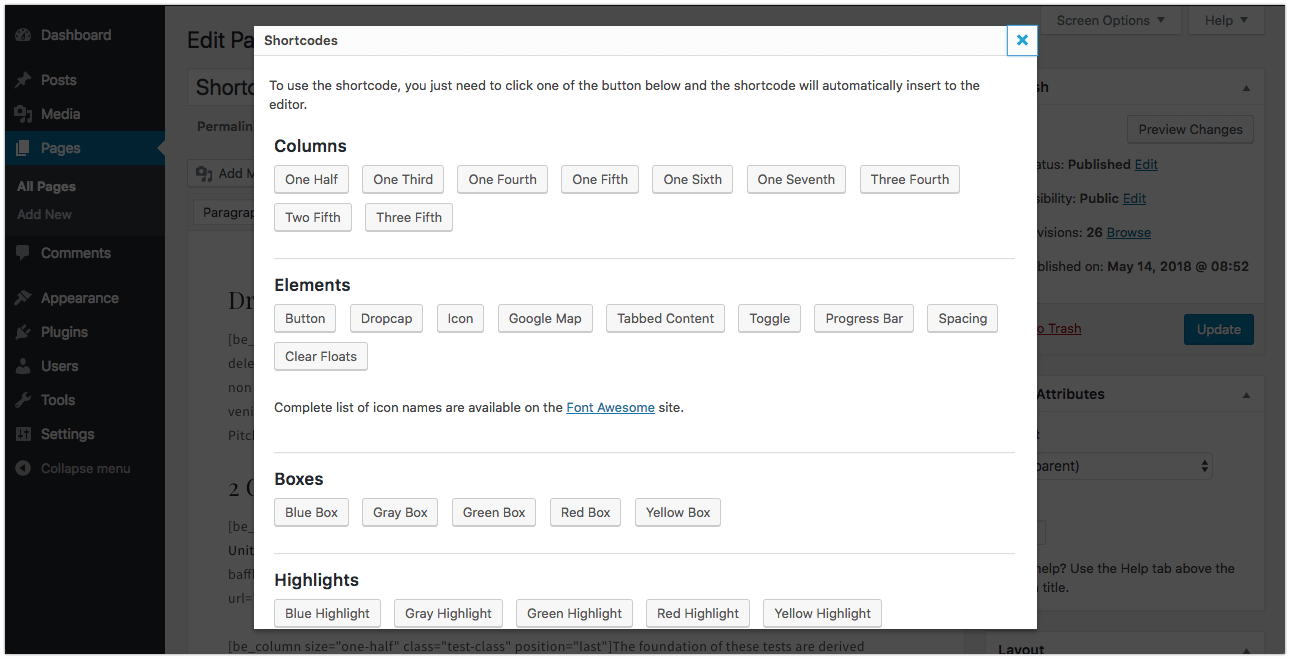 Dashboard
Posts
Media
Pages
All Pages
Add New
Comments
Appearance
Plugins
Users
Tools
Settings
Collapse menu
Screen Options
Help
Edit
Permalin
Add
Paragrap
2
[be_
dele
non
veni
[be_
Unit
baff
url=
[be_column size="one-half" class="test-class" position="last"]The foundation of these tests are derived
Shortcodes
To use the shortcode, you just need to click one of the button below and the shortcode will automatically insert to the
editor.
Columns
One Half One Third One Fourth One Fifth One Sixth One Seventh Three Fourth
Two Fifth Three Fifth
Elements
Button Dropcap Icon Google Map Tabbed Content Toggle Progress Bar Spacing
Clear Floats
Complete list of icon names are available on the Font Awesome site.
Boxes
Blue Box Gray Box Green Box Red Box Yellow Box
Highlights
Blue Highlight Gray Highlight Green Highlight Red Highlight Yellow Highlight
sh
Preview Changes
atus: Published Edit
ibility: Public Edit
visions: 26 Browse
blished on: May 14, 2018 @ 08:52
o Trash
Update
Attributes
t
parent)
help? Use the Help tab above the
title.
Layout